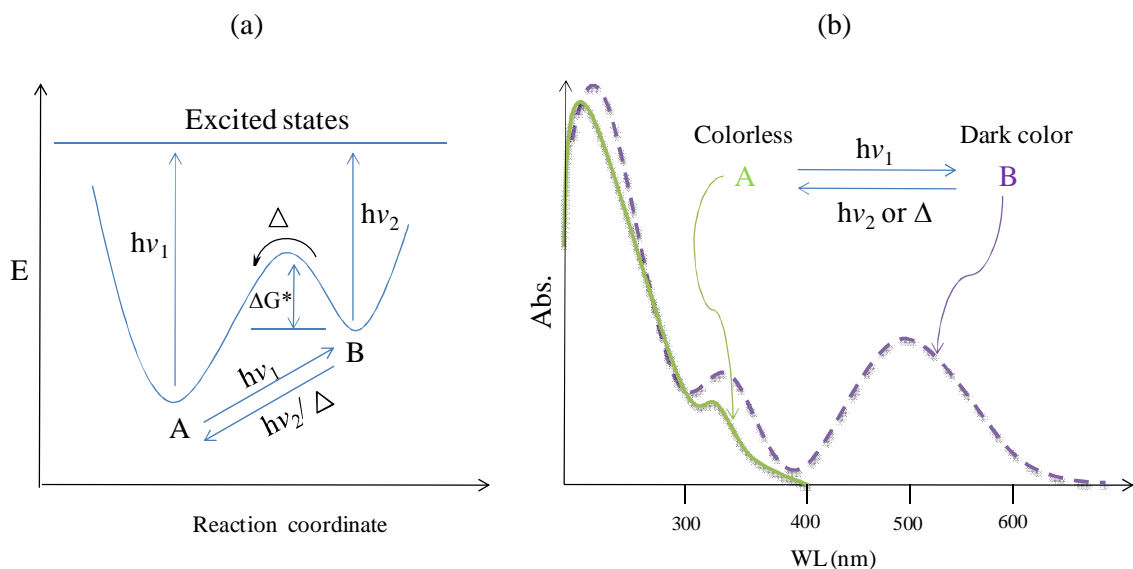 (a)
Excited states
hν1
hν2
Δ
ΔG*
E
B
A
hν1
hν2/ Δ
Reaction coordinate
(b)
Abs.
Colorless
Dark color
A
hν1
hν2 or Δ
B
300
400
500
600
WL (nm)